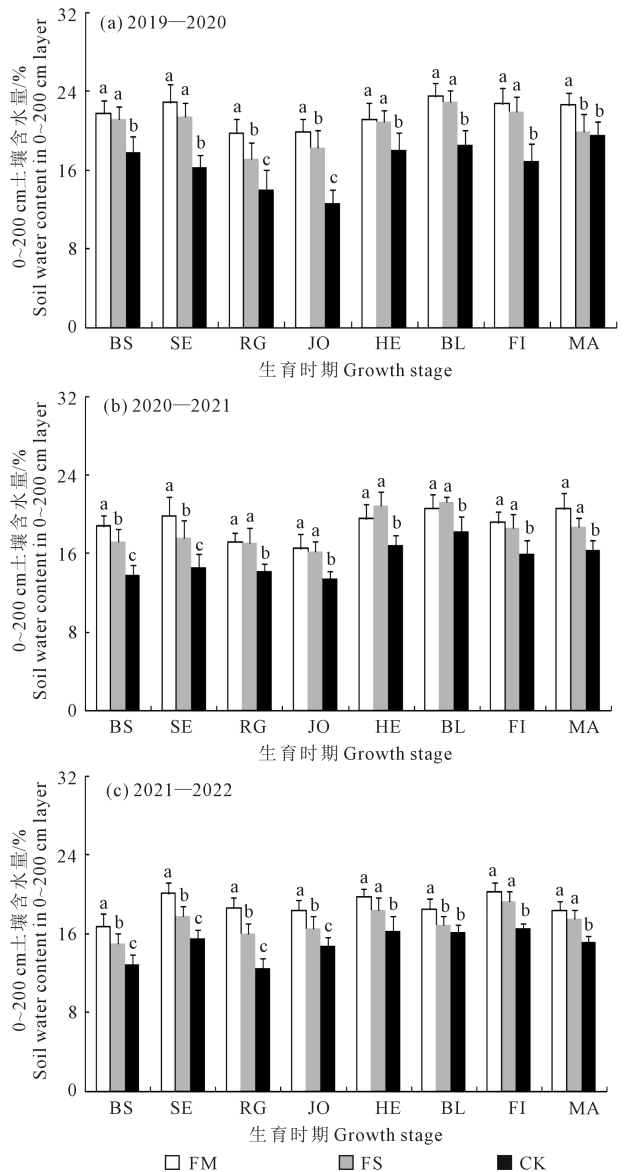 32
(a) 2019—2020
24
16
8
0
0~200 cm土壤含水量/%
Soil water content in 0~200 cm layer
a a b
a a b
a b c
a b c
a a b
a a b
a a b
a b b
BS SE RG JO HE BL FI MA
生育时期 Growth stage
32
(b) 2020—2021
24
16
8
0
0~200 cm土壤含水量/%
Soil water content in 0~200 cm layer
a b c
a b c
a a b
a a b
a a b
a a b
a a b
a b c
BS SE RG JO HE BL FI MA
生育时期 Growth stage
32
(c) 2021—2022
24
16
8
0
0~200 cm土壤含水量/%
Soil water content in 0~200 cm layer
a b c
a b c
a b c
a b c
a a b
a b b
a a b
a a b
BS SE RG JO HE BL FI MA
生育时期 Growth stage
FM FS CK